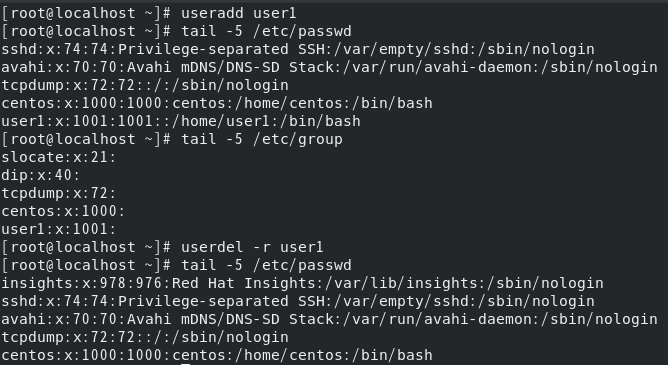 [root@localhost ~]# useradd user1
[root@localhost ~]# tail -5 /etc/passwd
sshd:x:74:74:Privilege-separated SSH:/var/empty/sshd:/sbin/nologin
avahi:x:70:70:Avahi mDNS/DNS-SD Stack:/var/run/avahi-daemon:/sbin/nologin
tcpdump:x:72:72::/:/sbin/nologin
centos:x:1000:1000:centos:/home/centos:/bin/bash
user1:x:1001:1001::/home/user1:/bin/bash
[root@localhost ~]# tail -5 /etc/group
slocate:x:21:
dip:x:40:
tcpdump:x:72:
centos:x:1000:
user1:x:1001:
[root@localhost ~]# userdel -r user1
[root@localhost ~]# tail -5 /etc/passwd
insights:x:978:976:Red Hat Insights:/var/lib/insights:/sbin/nologin
sshd:x:74:74:Privilege-separated SSH:/var/empty/sshd:/sbin/nologin
avahi:x:70:70:Avahi mDNS/DNS-SD Stack:/var/run/avahi-daemon:/sbin/nologin
tcpdump:x:72:72::/:/sbin/nologin
centos:x:1000:1000:centos:/home/centos:/bin/bash